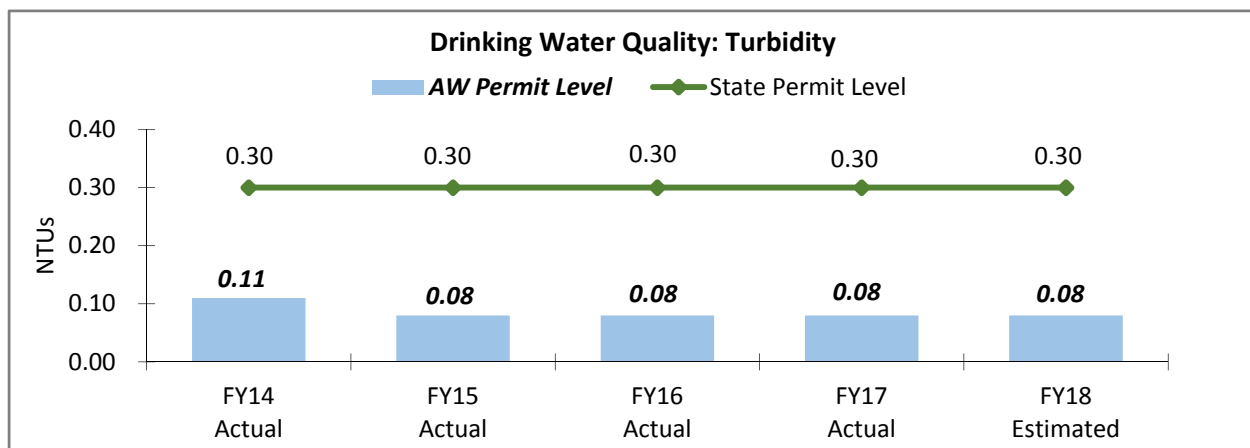 Drinking Water Quality: Turbidity
AW Permit Level State Permit Level
0.40
0.30 0.30 0.30 0.30 0.30
0.30
0.20
0.11 0.08 0.08 0.08 0.08
0.10
0.00
NTUs
FY14 FY15 FY16 FY17 FY18
Actual Actual Actual Actual Estimated